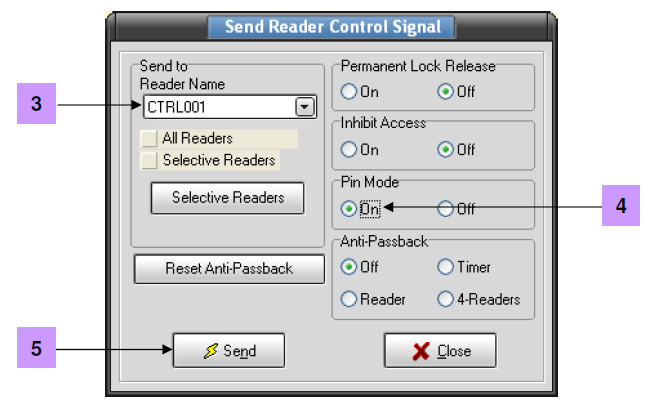 Send Reader Control Signal
Send to
Reader Name
3
CTRL001
All Readers
Selective Readers
Selective Readers
Reset Anti-Passback
Permanent Lock Release
On Off
Inhibit Access
On Off
Pin Mode
On Off
4
Anti-Passback
Off Timer
Reader 4-Readers
5
Send
Close